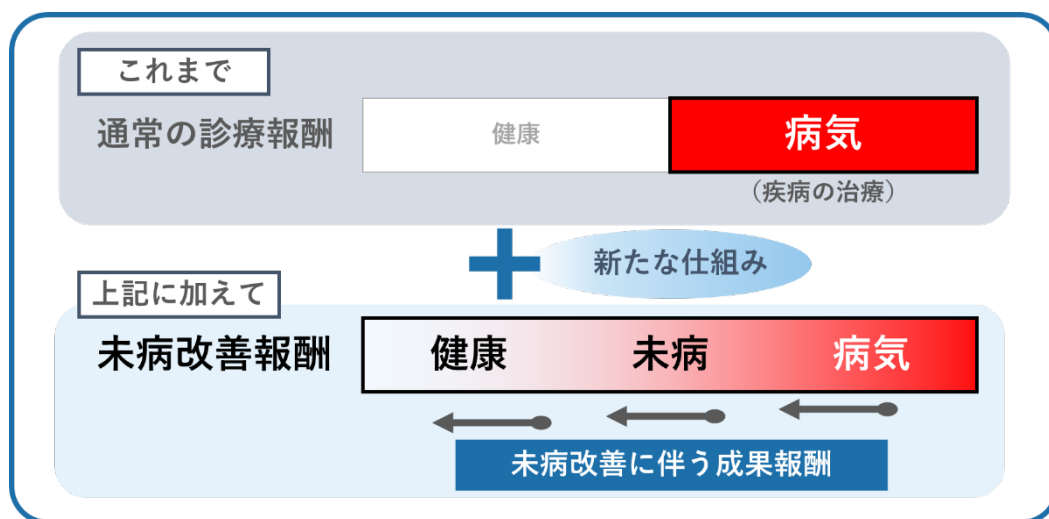 これまで
通常の診療報酬
健康
病気
（疾病の治療）
新たな仕組み
上記に加えて
未病改善報酬
健康
未病
病気
未病改善に伴う成果報酬